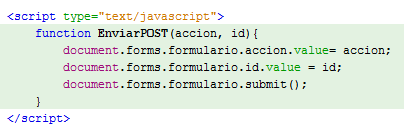 <script type="text/javascript">
function EnviarPOST(accion, id){
document.forms.formulario.accion.value= accion;
document.forms.formulario.id.value = id;
document.forms.formulario.submit();
}
</script>